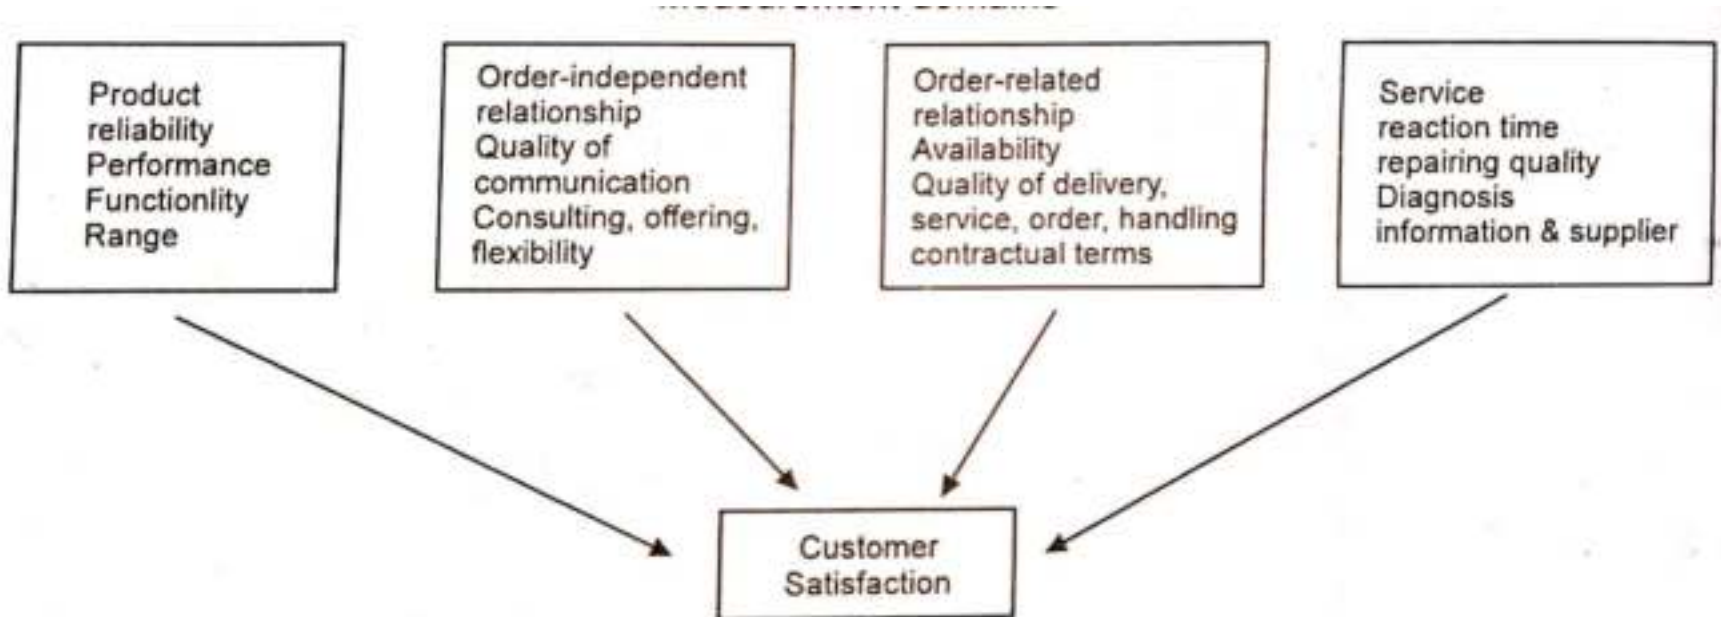 Product
reliability
Performance
Functionlity
Range
Order-independent
relationship
Quality of
communication
Consulting, offering,
flexibility
Order-related
relationship
Availability
Quality of delivery,
service, order, handling
contractual terms
Service
reaction time
repairing quality
Diagnosis
information & supplier
Customer
Satisfaction